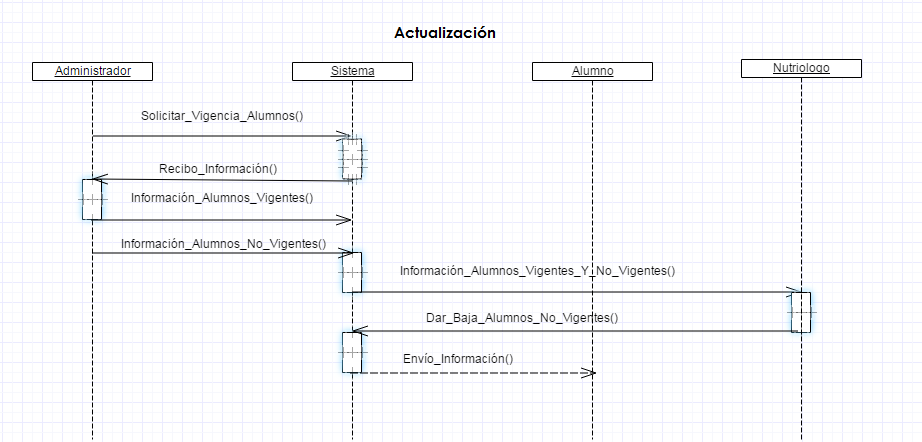 Actualización
Administrador
Sistema
Alumno
Nutriologo
Solicitar_Vigencia_Alumnos()
Recibo_Información()
Información_Alumnos_Vigentes()
Información_Alumnos_No_Vigentes()
Información_Alumnos_Vigentes_Y_No_Vigentes()
Dar_Baja_Alumnos_No_Vigentes()
Envío_Información()